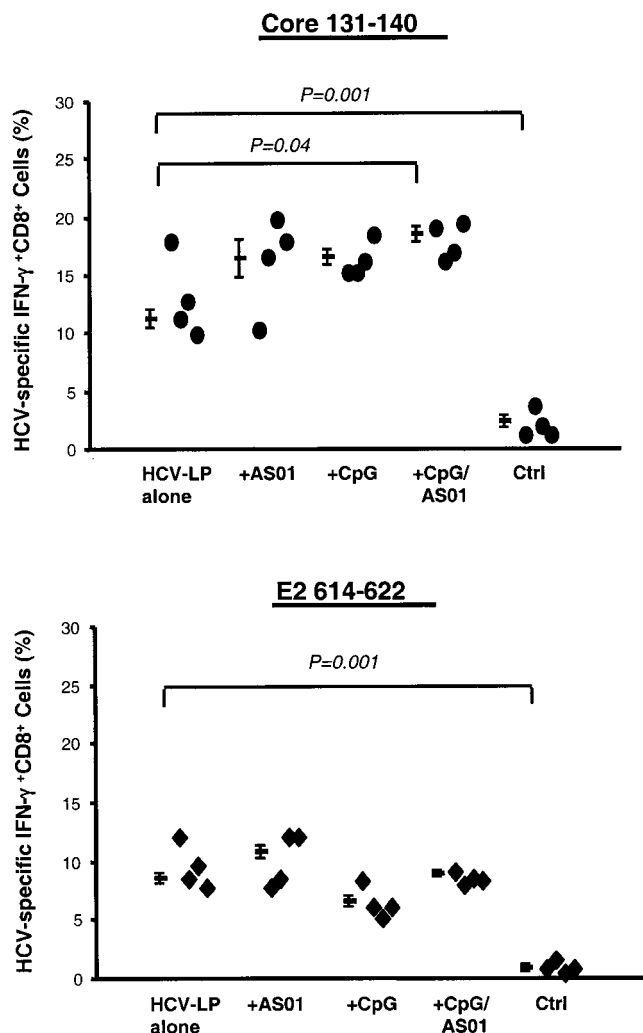 Core 131-140
HCV-specific IFN-γ +CD8+ Cells (%)
30
25
20
15
10
5
0
P=0.001
P=0.04
HCV-LP
alone
+AS01
+CpG
+CpG/
AS01
Ctrl
E2 614-622
HCV-specific IFN-γ +CD8+ Cells (%)
30
25
20
15
10
5
0
P=0.001
HCV-LP
alone
+AS01
+CpG
+CpG/
AS01
Ctrl